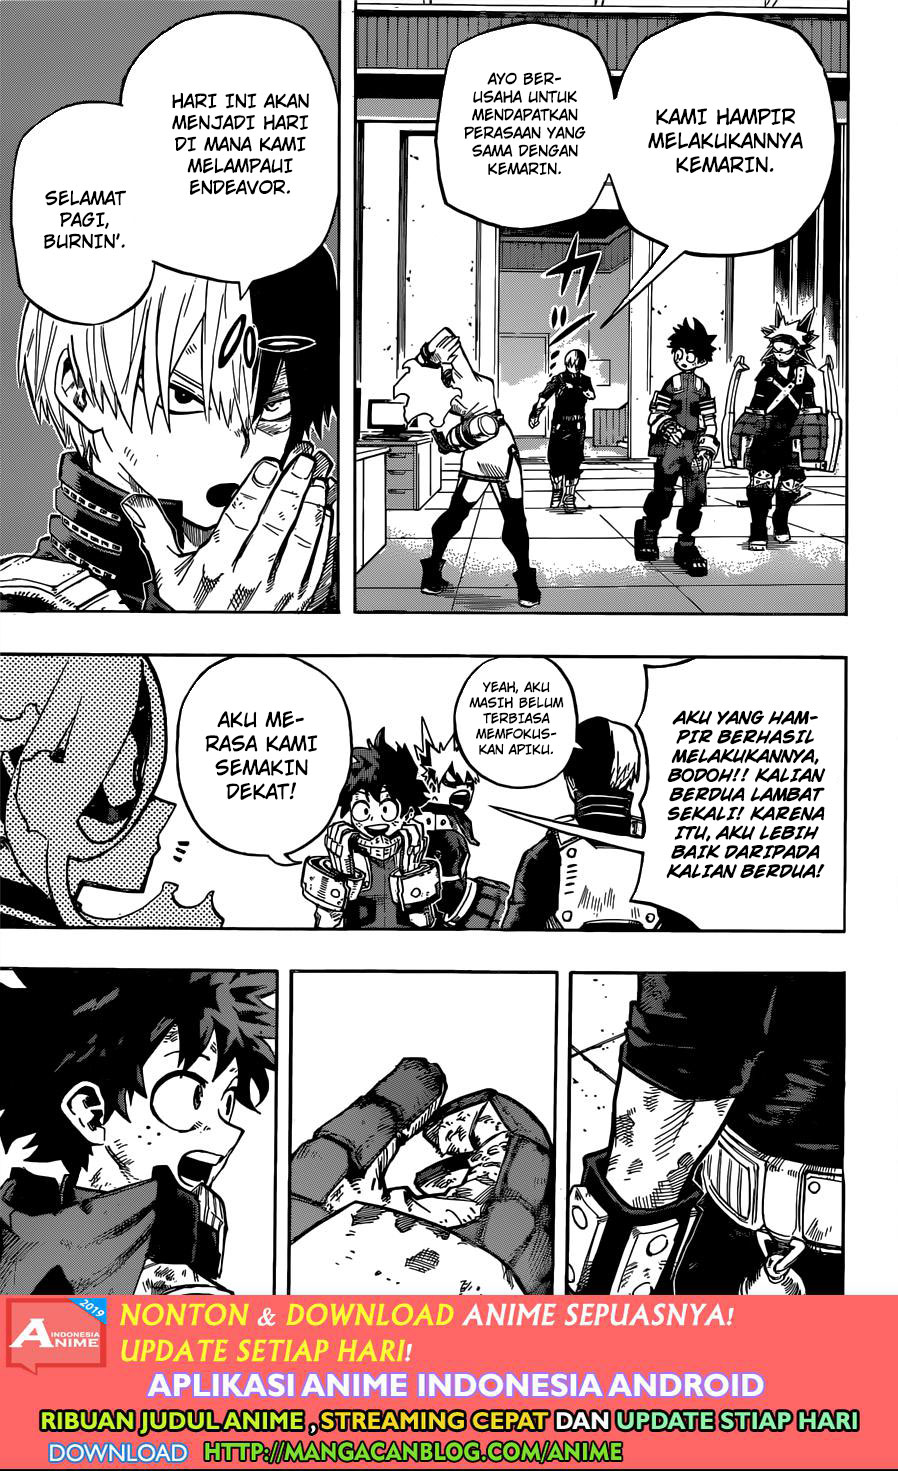 KAMI HAMPIR
MELAKUKANNYA
KEMARIN.
AYO BER-
USAHA UNTUK
MENDAPATKAN
PERASAAN YANG
SAMA DENGAN
KEMARIN.
HARI INI AKAN
MENJADI HARI
DI MANA KAMI
MELAMPAUI
ENDEAVOR.
SELAMAT
PAGI,
BURNIN'.
AKU YANG HAM-
PIR BERHASIL
MELAKUKANNYA,
BODOH!! KALIAN
BERDUA LAMBAT
SEKALI! KARENA
ITU, AKU LEBIH
BAIK DARIPADA
KALIAN BERDUA!
YEAH, AKU
MASIH BELUM
TERBIASA
MEMFOKUS-
KAN APIKU.
AKU ME-
RASA KAMI
SEMAKIN
DEKAT!
2019
INDONESIA
ANIME
NONTON & DOWNLOAD ANIME SEPUASNYA!
UPDATE SETIAP HARI!
APLIKASI ANIME INDONESIA ANDROID
RIBUAN JUDUL ANIME , STREAMING CEPAT DAN UPDATE STIAP HARI
DOWNLOAD HTTP://MANGACANBLOG.COM/ANIME